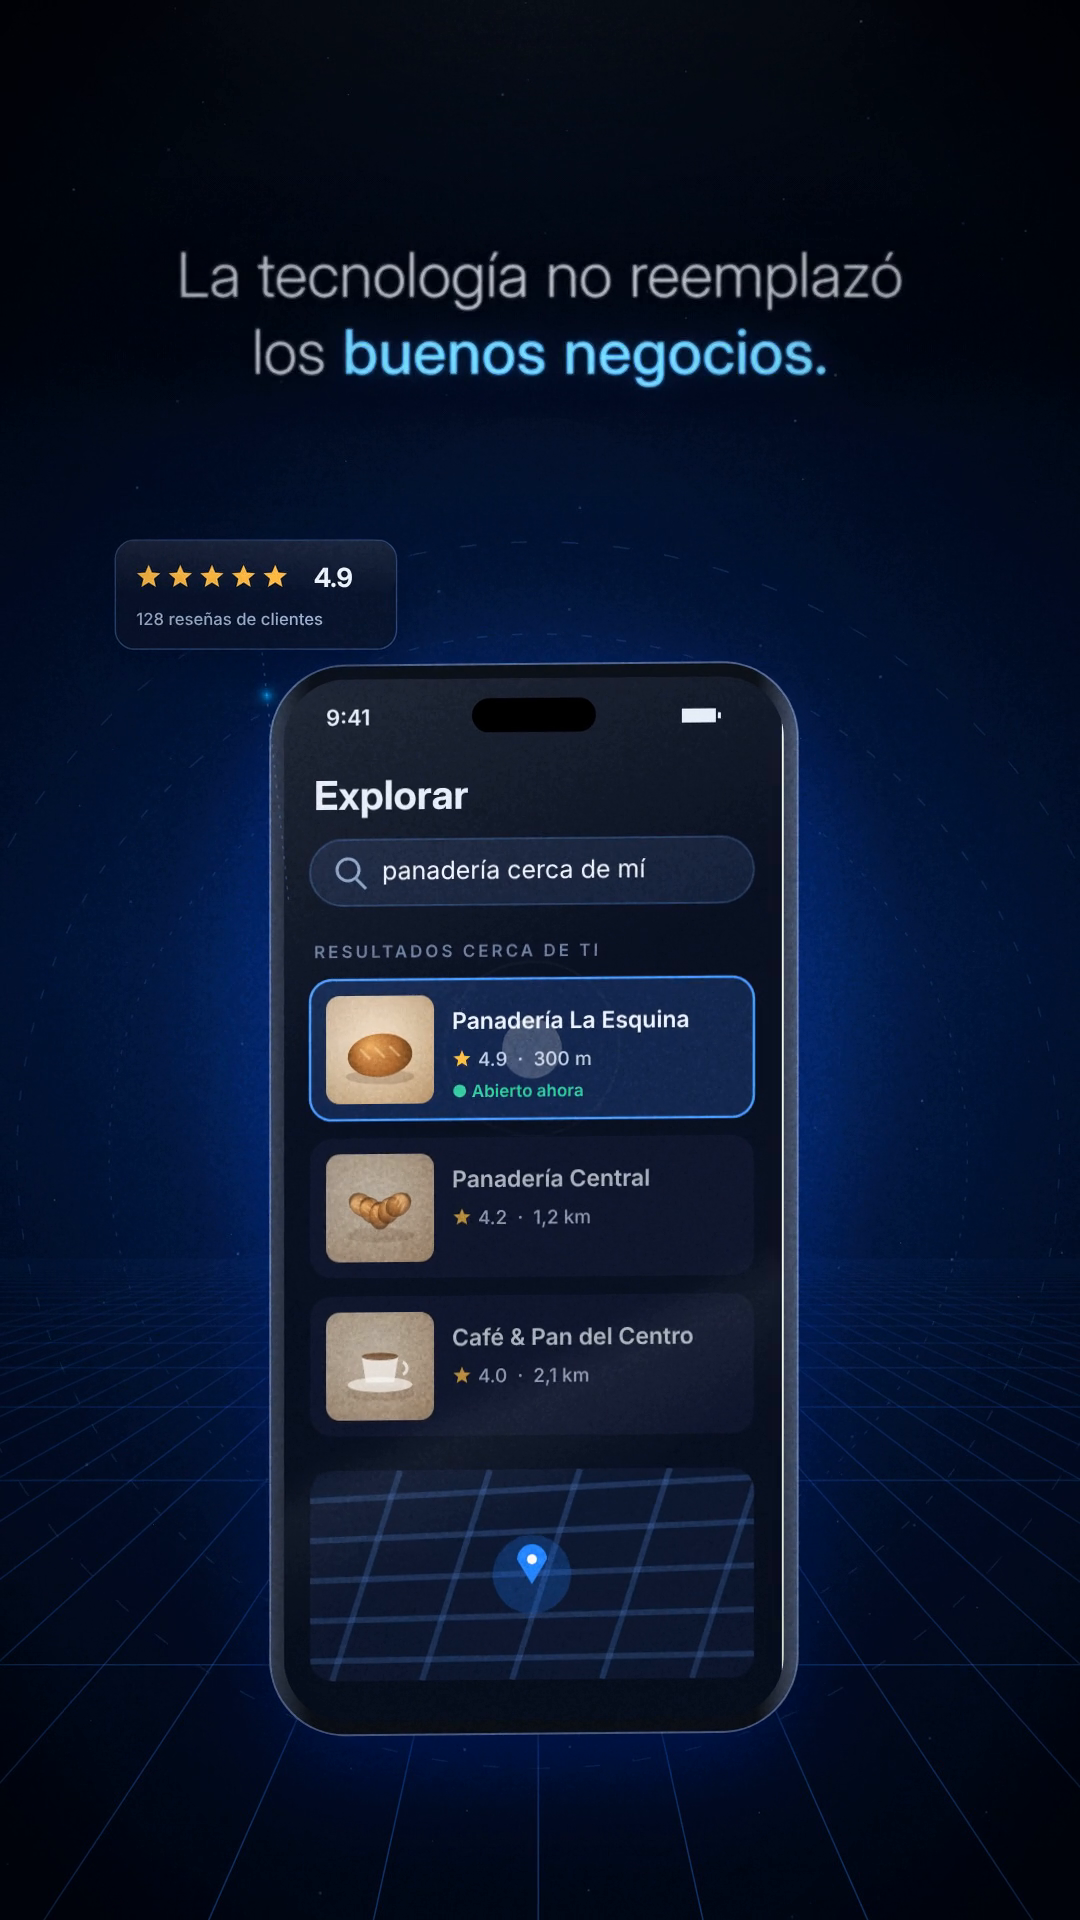 La tecnología no reemplazó
los buenos negocios.
4.9
128 reseñas de clientes
9:41
Explorar
panadería cerca de mí
RESULTADOS CERCA DE TI
Panadería La Esquina
4.9 · 300 m
Abierto ahora
Panadería Central
4.2 · 1,2 km
Café & Pan del Centro
4.0 · 2,1 km